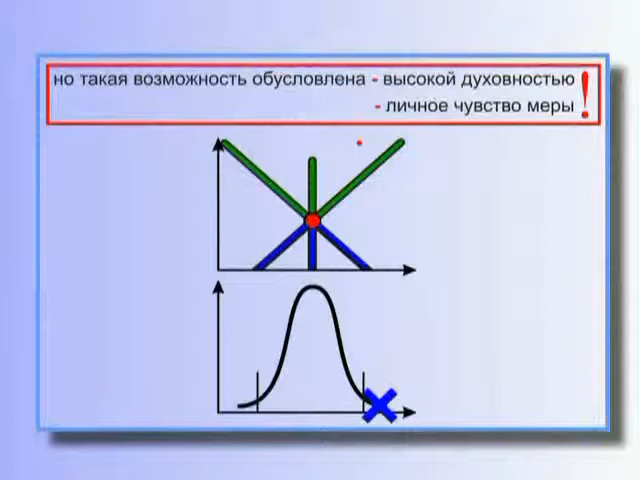 но такая возможность обусловлена - высокой духовностью
- личное чувство меры !